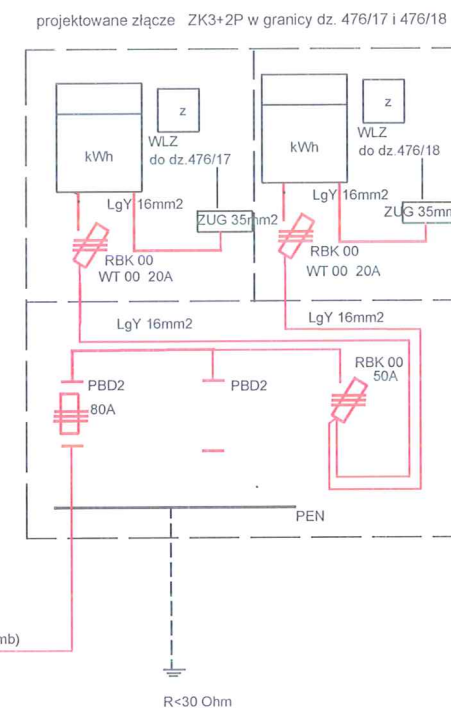 projektowane złącze ZK3+2P w granicy dz. 476/17 i 476/18
z
z
WLZ
do dz.476/17
WLZ
do dz.476/18
kWh
kWh
LgY 16mm2
LgY 16mm2
ZUG 35mm2
ZUG 35mm
RBK 00
WT 00 20A
RBK 00
WT 00 20A
LgY 16mm2
LgY 16mm2
PBD2
80A
PBD2
RBK 00
50A
PEN
mb)
R<30 Ohm